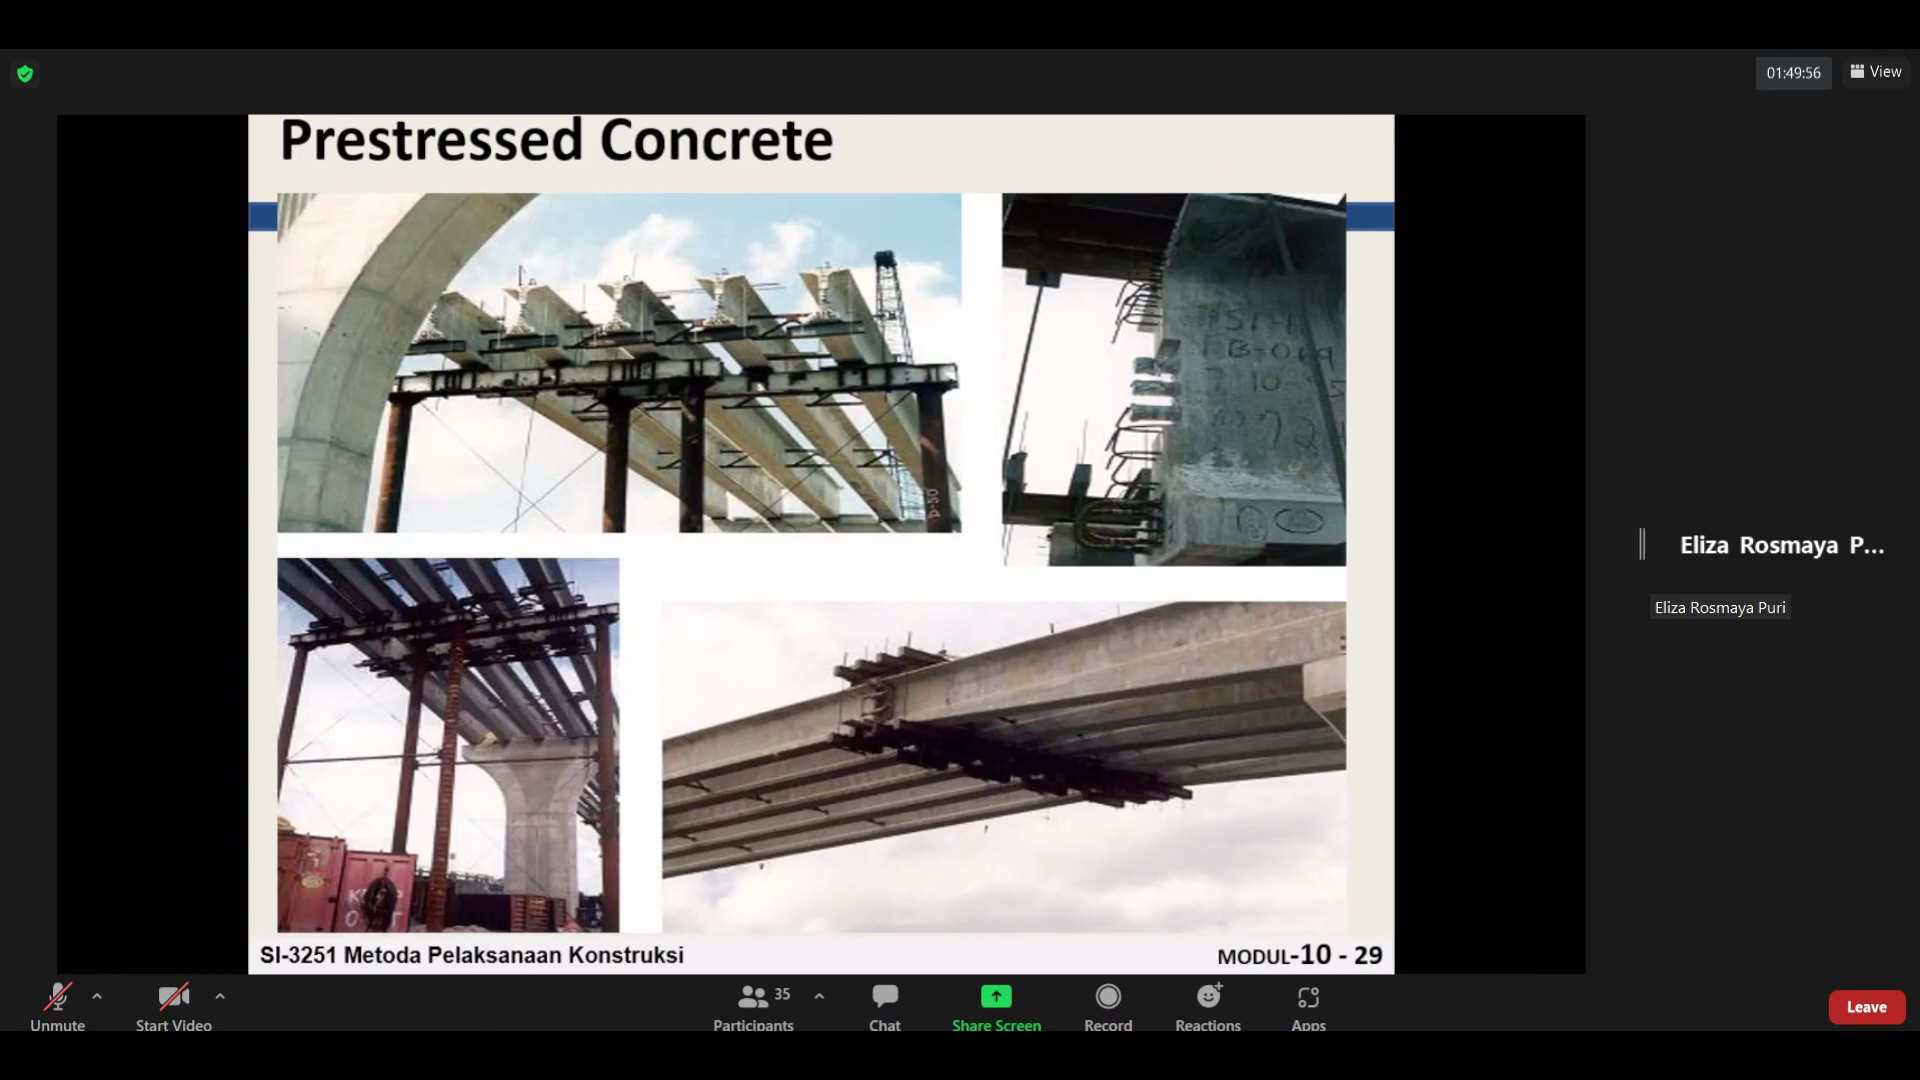 01:49:56
View
Prestressed Concrete
B-50
Eliza Rosmaya P...
Eliza Rosmaya Puri
SI-3251 Metoda Pelaksanaan Konstruksi
MODUL-10 - 29
35
Unmute
Start Video
Participants
Chat
Share Screen
Record
Reactions
Apps
Leave